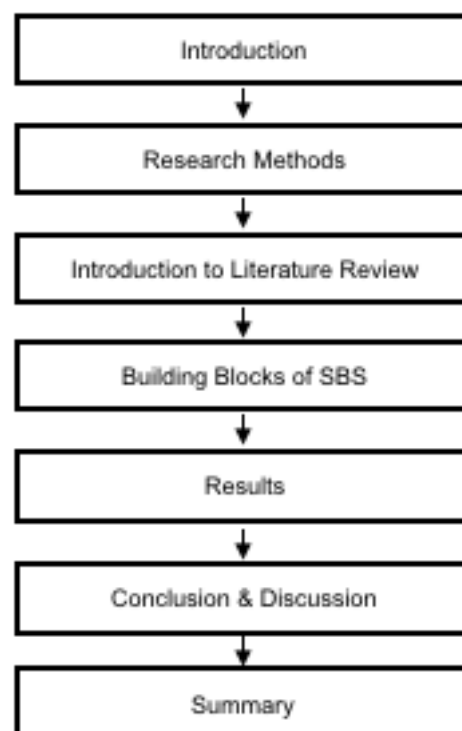 Introduction
Research Methods
Introduction to Literature Review
Building Blocks of SBS
Results
Conclusion & Discussion
Summary